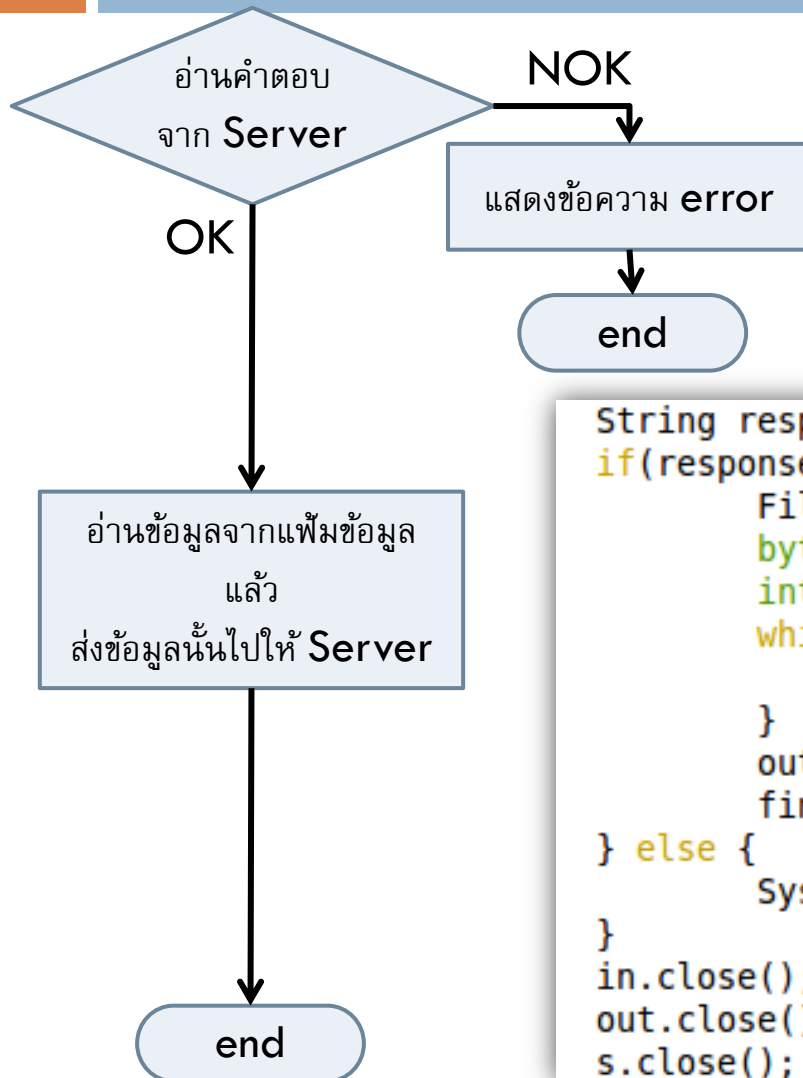 อ่านคำตอบ
จาก Server
NOK
แสดงข้อความ error
OK
end
อ่านข้อมูลจากแฟ้มข้อมูล
แล้ว
ส่งข้อมูลนั้นไปให้ Server
end
String resp
if(response
Fil
byt
int
whi
}
out
fin
} else {
Sys
}
in.close()
out.close(
s.close();